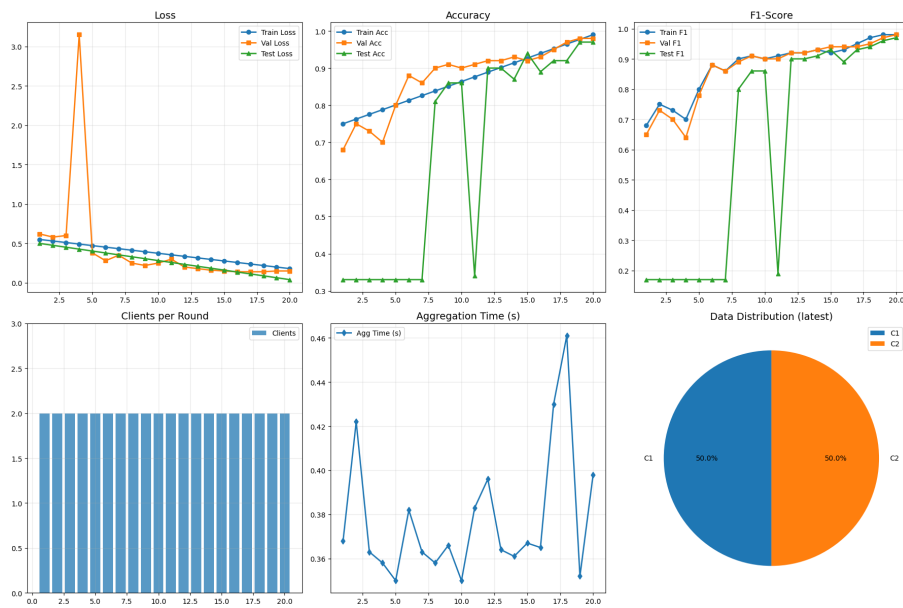 Loss
Train Loss
Val Loss
Test Loss
3.0
2.5
2.0
1.5
1.0
0.5
0.0
2.5 5.0 7.5 10.0 12.5 15.0 17.5 20.0
Accuracy
Train Acc
Val Acc
Test Acc
1.0
0.9
0.8
0.7
0.6
0.5
0.4
0.3
2.5 5.0 7.5 10.0 12.5 15.0 17.5 20.0
F1-Score
Train F1
Val F1
Test F1
1.0
0.9
0.8
0.7
0.6
0.5
0.4
0.3
0.2
2.5 5.0 7.5 10.0 12.5 15.0 17.5 20.0
Clients per Round
Clients
3.0
2.5
2.0
1.5
1.0
0.5
0.0
0.0 2.5 5.0 7.5 10.0 12.5 15.0 17.5 20.0
Aggregation Time (s)
Agg Time (s)
0.46
0.44
0.42
0.40
0.38
0.36
2.5 5.0 7.5 10.0 12.5 15.0 17.5 20.0
Data Distribution (latest)
C1
C2
C1 50.0% 50.0% C2